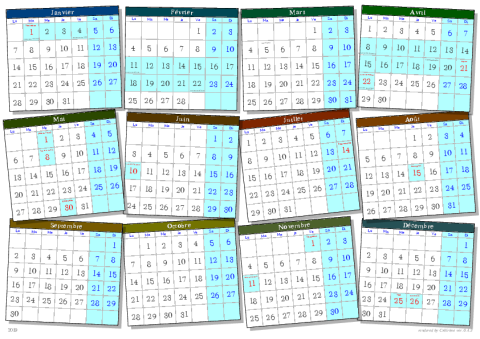 Janvier
Lu Ma Me Je Ve Sa Di
1 2 3 4 5 6
7 8 9 10 11 12 13
14 15 16 17 18 19 20
21 22 23 24 25 26 27
28 29 30 31
Février
Lu Ma Me Je Ve Sa Di
1 2 3
4 5 6 7 8 9 10
11 12 13 14 15 16 17
18 19 20 21 22 23 24
25 26 27 28
Mars
Lu Ma Me Je Ve Sa Di
1 2 3
4 5 6 7 8 9 10
11 12 13 14 15 16 17
18 19 20 21 22 23 24
25 26 27 28 29 30 31
Avril
Lu Ma Me Je Ve Sa Di
1 2 3 4 5 6 7
8 9 10 11 12 13 14
15 16 17 18 19 20 21
22 23 24 25 26 27 28
29 30
Mai
Lu Ma Me Je Ve Sa Di
1 2 3 4 5
6 7 8 9 10 11 12
13 14 15 16 17 18 19
20 21 22 23 24 25 26
27 28 29 30 31
Juin
Lu Ma Me Je Ve Sa Di
1 2
3 4 5 6 7 8 9
10 11 12 13 14 15 16
17 18 19 20 21 22 23
24 25 26 27 28 29 30
Juillet
Lu Ma Me Je Ve Sa Di
1 2 3 4 5 6 7
8 9 10 11 12 13 14
15 16 17 18 19 20 21
22 23 24 25 26 27 28
29 30 31
Août
Lu Ma Me Je Ve Sa Di
1 2 3 4
5 6 7 8 9 10 11
12 13 14 15 16 17 18
19 20 21 22 23 24 25
26 27 28 29 30 31
Septembre
Lu Ma Me Je Ve Sa Di
1
2 3 4 5 6 7 8
9 10 11 12 13 14 15
16 17 18 19 20 21 22
23 24 25 26 27 28 29
30
Octobre
Lu Ma Me Je Ve Sa Di
1 2 3 4 5 6
7 8 9 10 11 12 13
14 15 16 17 18 19 20
21 22 23 24 25 26 27
28 29 30 31
Novembre
Lu Ma Me Je Ve Sa Di
1 2 3
4 5 6 7 8 9 10
11 12 13 14 15 16 17
18 19 20 21 22 23 24
25 26 27 28 29 30
Décembre
Lu Ma Me Je Ve Sa Di
1
2 3 4 5 6 7 8
9 10 11 12 13 14 15
16 17 18 19 20 21 22
23 24 25 26 27 28 29
30 31
2019